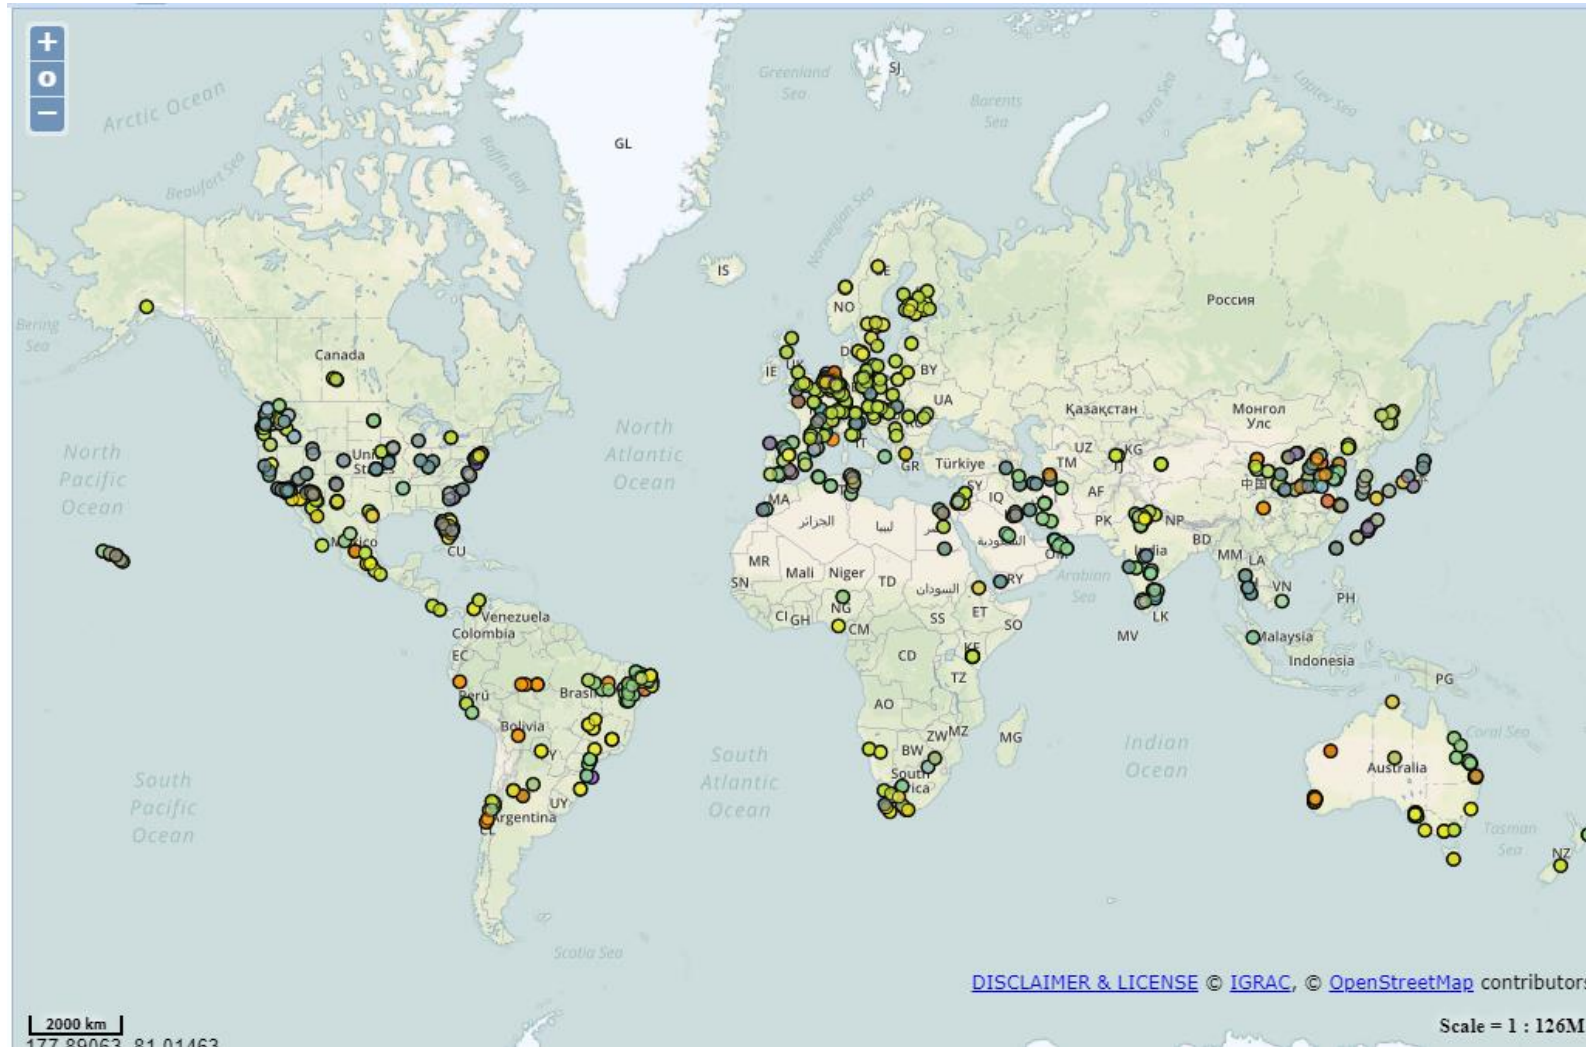 +
o
−
SJ
Greenland
Sea
Barents
Sea
Kara Sea
Laptev Sea
Arctic Ocean
Beaufort Sea
Baffin Bay
GL
Norwegian Sea
IS
NO
Россия
Bering
Sea
Canada
IE
UK
BY
UA
Қазақстан
Монгол
Улс
North
Pacific
Ocean
North
Atlantic
Ocean
IT
GR
Türkiye
UZ
KG
TM
TJ
中国
SY
IQ
AF
MA
الجزائر
ليبيا
PK
NP
BD
México
CU
MR
Mali
Niger
TD
السودان
India
MM
LA
SN
RY
Arabian
Sea
VN
PH
CI
GH
NG
CM
SS
ET
SO
LK
MV
Venezuela
Colombia
EC
CD
KE
TZ
Malaysia
Indonesia
PG
Perú
Brasil
AO
Bolivia
ZW
MZ
MG
BW
Indian
Ocean
Coral Sea
Australia
South
Pacific
Ocean
South
Atlantic
Ocean
UY
Argentina
Tasman
Sea
NZ
Scotia Sea
DISCLAIMER & LICENSE © IGRAC, © OpenStreetMap contributors
2000 km
Scale = 1 : 126M